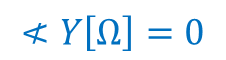 ≮ Y[Ω] = 0